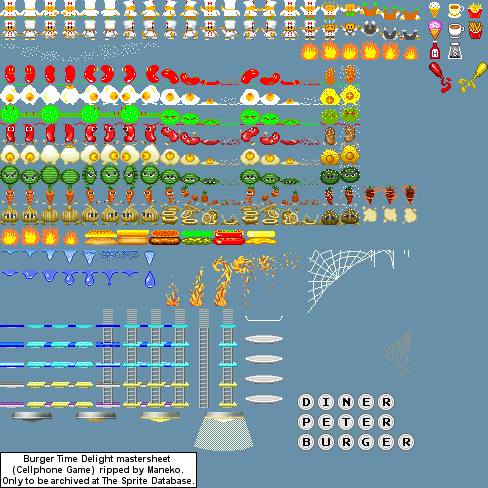 DINER
PETER
BURGER
Burger Time Delight mastersheet
(Cellphone Game) ripped by Maneko.
Only to be archived at The Sprite Database.